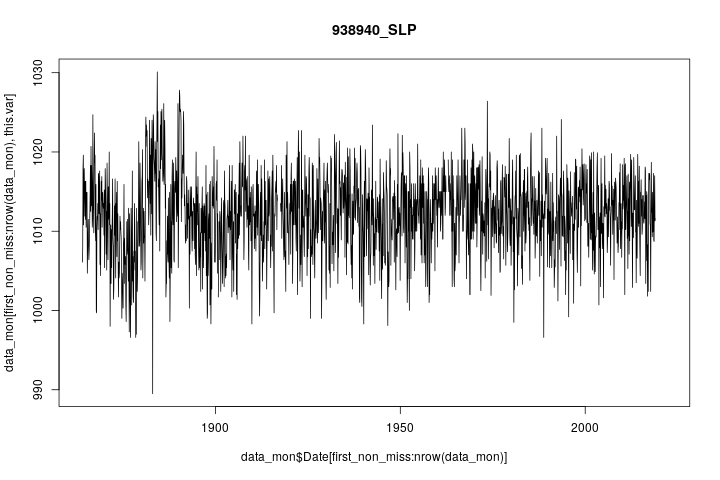 938940_SLP
data_mon[first_non_miss:nrow(data_mon), this.var]
1030
1020
1010
1000
990
1900
1950
2000
data_mon$Date[first_non_miss:nrow(data_mon)]